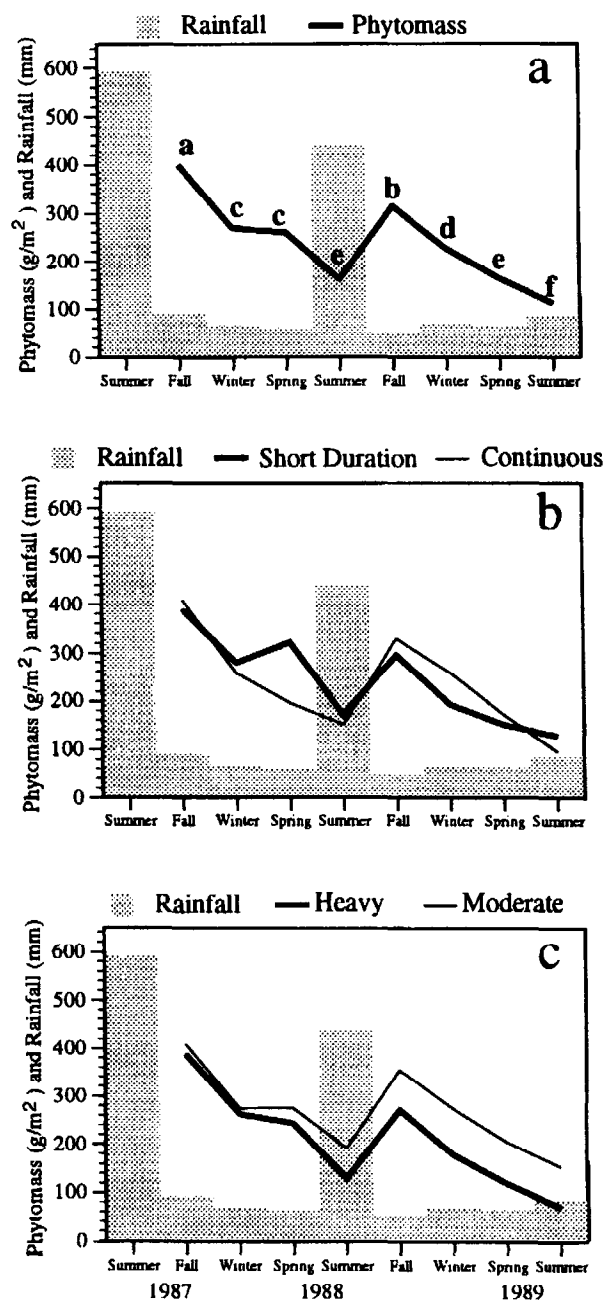 Rainfall Phytomass
Phytomass (g/m²) and Rainfall (mm)
600
500
400
300
200
100
0
a
a
c
c
e
b
d
e
f
Summer Fall Winter Spring Summer Fall Winter Spring Summer
Rainfall Short Duration Continuous
Phytomass (g/m²) and Rainfall (mm)
600
500
400
300
200
100
0
b
Summer Fall Winter Spring Summer Fall Winter Spring Summer
Rainfall Heavy Moderate
Phytomass (g/m²) and Rainfall (mm)
600
500
400
300
200
100
0
c
Summer Fall Winter Spring Summer Fall Winter Spring Summer
1987 1988 1989